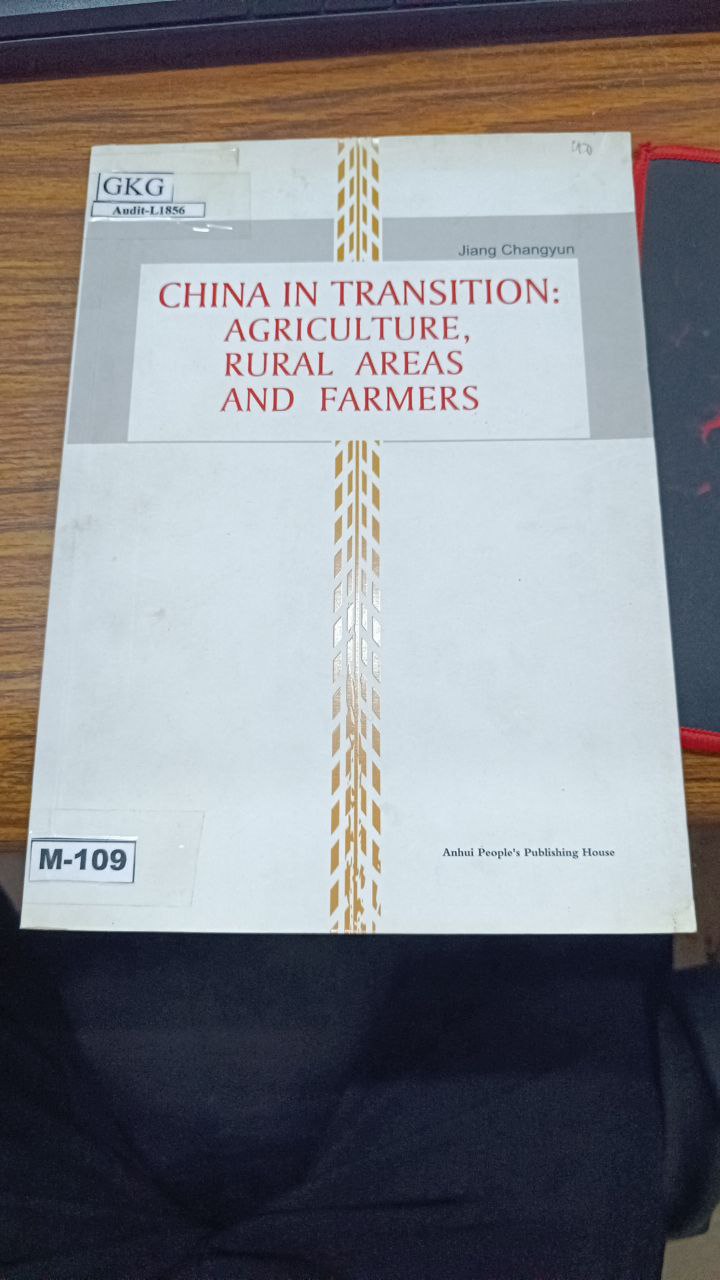 GKG
Audit-L1856
Jiang Changyun
CHINA IN TRANSITION:
AGRICULTURE,
RURAL AREAS
AND FARMERS
M-109
Anhui People's Publishing House